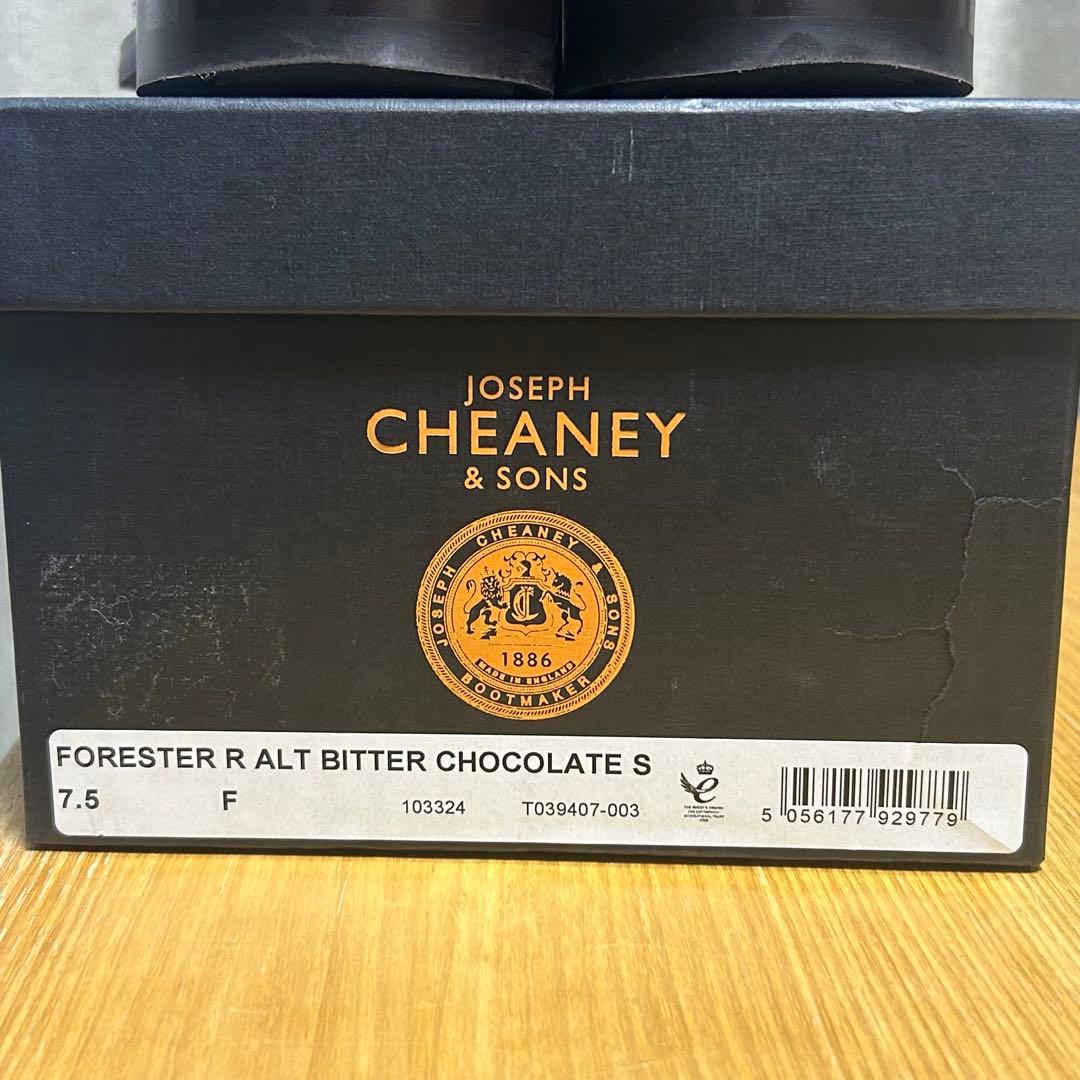 JOSEPH
CHEANEY
& SONS
JOSEPH CHEANEY & SONS
1886
MADE IN ENGLAND
BOOTMAKER
FORESTER R ALT BITTER CHOCOLATE S
7.5 F 103324 T039407-003
5 056177 929779